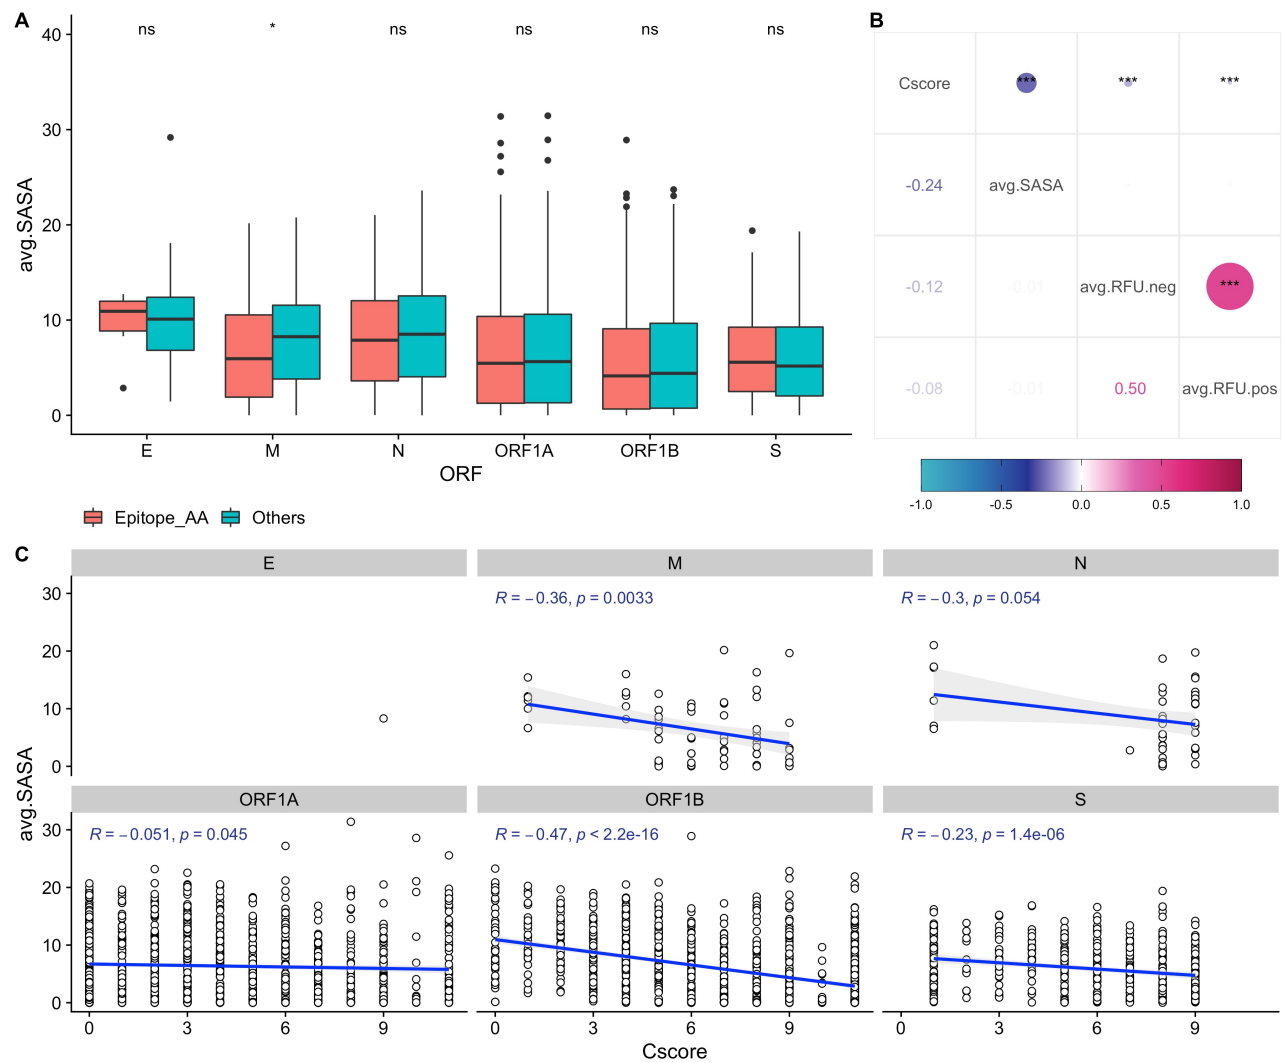 A
avg.SASA
40
30
20
10
0
ns * ns ns ns ns
E M N ORF1A ORF1B S
ORF
Epitope_AA Others
B
Cscore *** *** ***
-0.24 avg.SASA
-0.12 -0.01 avg.RFU.neg ***
-0.08 -0.01 0.50 avg.RFU.pos
-1.0 -0.5 0.0 0.5 1.0
C
avg.SASA
E M N
30
20
10
0
R = −0.36, p = 0.0033
R = −0.3, p = 0.054
ORF1A ORF1B S
30
20
10
0
R = −0.051, p = 0.045
R = −0.47, p < 2.2e-16
R = −0.23, p = 1.4e-06
0 3 6 9 0 3 6 9 0 3 6 9
Cscore